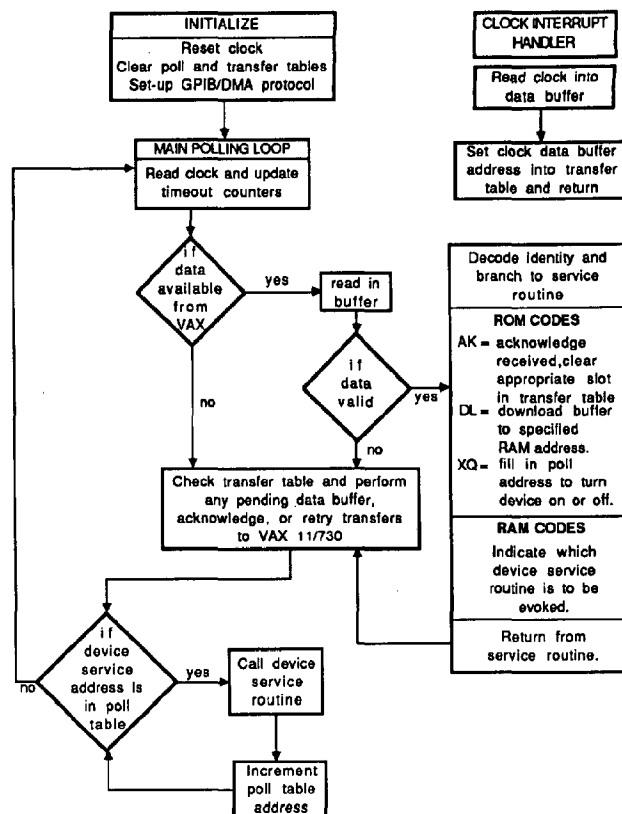 INITIALIZE
Reset clock
Clear poll and transfer tables
Set-up GPIB/DMA protocol
CLOCK INTERRUPT
HANDLER
Read clock into
data buffer
Set clock data buffer
address into transfer
table and return
MAIN POLLING LOOP
Read clock and update
timeout counters
if
data
available
from
VAX
yes
no
read in
buffer
if
data
valid
yes
no
Decode identity and
branch to service
routine
ROM CODES
AK = acknowledge
received,clear
appropriate slot
in transfer table
DL = download buffer
to specified
RAM address.
XQ = fill in poll
address to turn
device on or off.
RAM CODES
Indicate which
device service
routine is to be
evoked.
Return from
service routine.
Check transfer table and perform
any pending data buffer,
acknowledge, or retry transfers
to VAX 11/730
if
device
service
address is
in poll
table
no
yes
Call device
service
routine
Increment
poll table
address